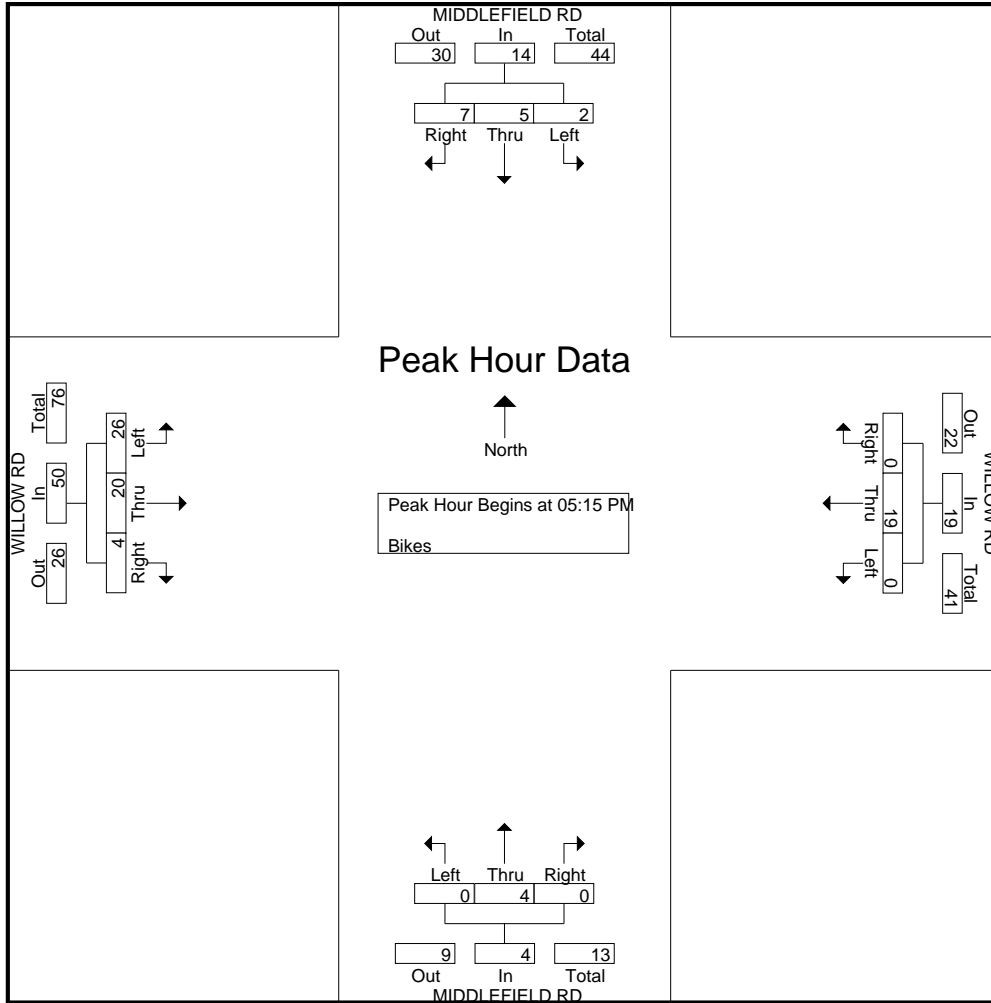 MIDDLEFIELD RD
Out In Total
30 14 44
7 5 2
Right Thru Left
Peak Hour Data
North
Peak Hour Begins at 05:15 PM
Bikes
WILLOW RD
Total In Out
76 50 26
26 20 4
Left Thru Right
Right Thru Left
0 19 0
Out In Total
22 19 41
WILLOW RD
Left Thru Right
0 4 0
9 4 13
Out In Total
MIDDLEFIELD RD